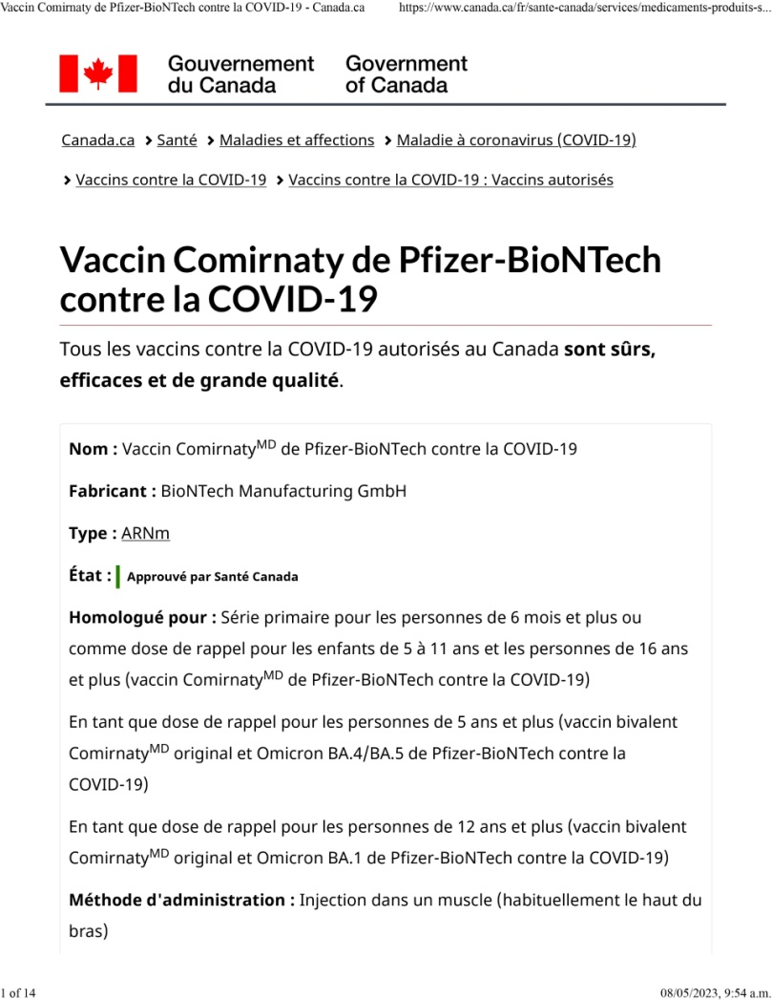 Vaccin Comirnaty de Pfizer-BioNTech contre la COVID-19 - Canada.ca https://www.canada.ca/fr/sante-canada/services/medicaments-produits-s...
Gouvernement Government
du Canada of Canada
Canada.ca > Santé > Maladies et affections > Maladie à coronavirus (COVID-19)
> Vaccins contre la COVID-19 > Vaccins contre la COVID-19 : Vaccins autorisés
Vaccin Comirnaty de Pfizer-BioNTech
contre la COVID-19
Tous les vaccins contre la COVID-19 autorisés au Canada sont sûrs,
efficaces et de grande qualité.
Nom : Vaccin Comirnaty^MD de Pfizer-BioNTech contre la COVID-19
Fabricant : BioNTech Manufacturing GmbH
Type : ARNm
État : Approuvé par Santé Canada
Homologué pour : Série primaire pour les personnes de 6 mois et plus ou
comme dose de rappel pour les enfants de 5 à 11 ans et les personnes de 16 ans
et plus (vaccin Comirnaty^MD de Pfizer-BioNTech contre la COVID-19)
En tant que dose de rappel pour les personnes de 5 ans et plus (vaccin bivalent
Comirnaty^MD original et Omicron BA.4/BA.5 de Pfizer-BioNTech contre la
COVID-19)
En tant que dose de rappel pour les personnes de 12 ans et plus (vaccin bivalent
Comirnaty^MD original et Omicron BA.1 de Pfizer-BioNTech contre la COVID-19)
Méthode d'administration : Injection dans un muscle (habituellement le haut du
bras)
1 of 14 08/05/2023, 9:54 a.m.